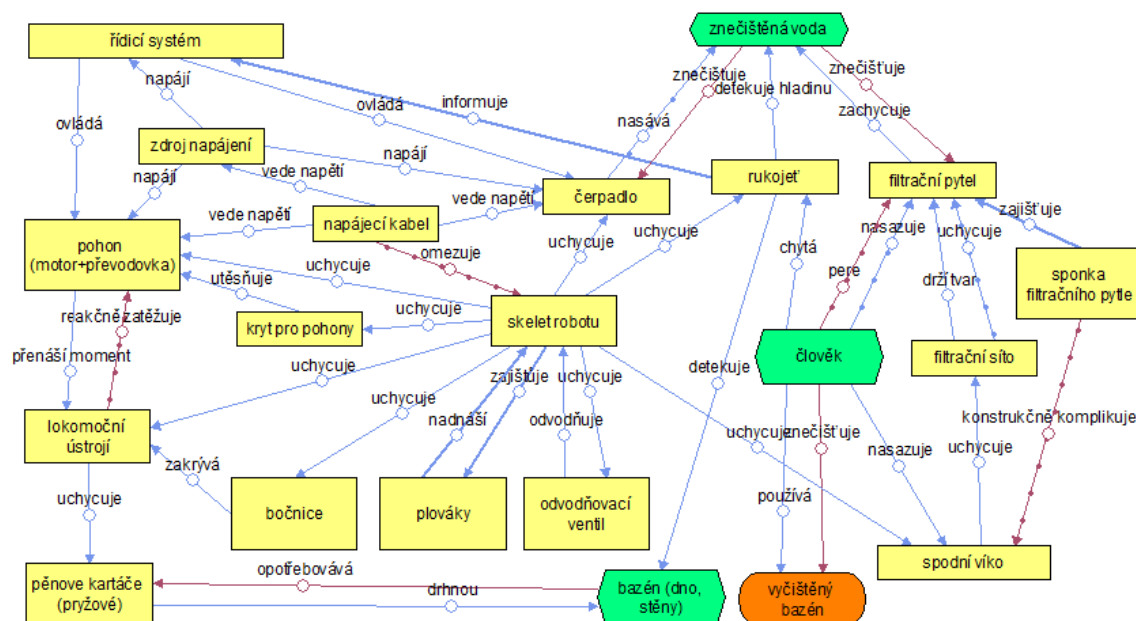 znečištěná voda
řídicí systém
napájí
znečišťuje
znečišťuje
detekuje hladinu
informuje
ovládá
zachycuje
ovládá
nasává
zdroj napájení
napájí
napájí
vede napětí
čerpadlo
rukojeť
filtrační pytel
vede napětí
napájecí kabel
vede napětí
zajišťuje
pohon
(motor+převodovka)
omezuje
uchycuje
uchycuje
chytá
nasazuje
uchycuje
uchycuje
utěsňuje
pere
drží tvar
sponka
filtračního pytle
reakčně zatěžuje
kryt pro pohony
uchycuje
skelet robotu
člověk
filtrační síto
přenáší moment
uchycuje
zajišťuje
uchycuje
detekuje
lokomoční
ústrojí
uchycuje
nadnáší
odvodňuje
uchycuje
znečišťuje
nasazuje
konstrukčně komplikuje
uchycuje
zakrývá
uchycuje
bočnice
plováky
odvodňovací
ventil
používá
spodní víko
pěnove kartáče
(pryžové)
opotřebovává
drhnou
bazén (dno,
stěny)
vyčištěný
bazén